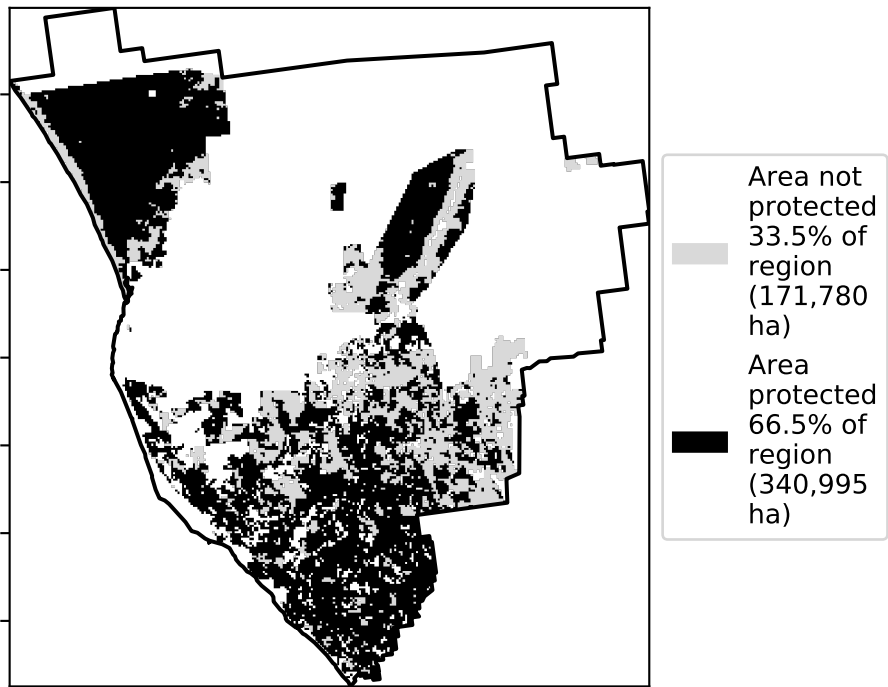 Area not
protected
33.5% of
region
(171,780
ha)
Area
protected
66.5% of
region
(340,995
ha)